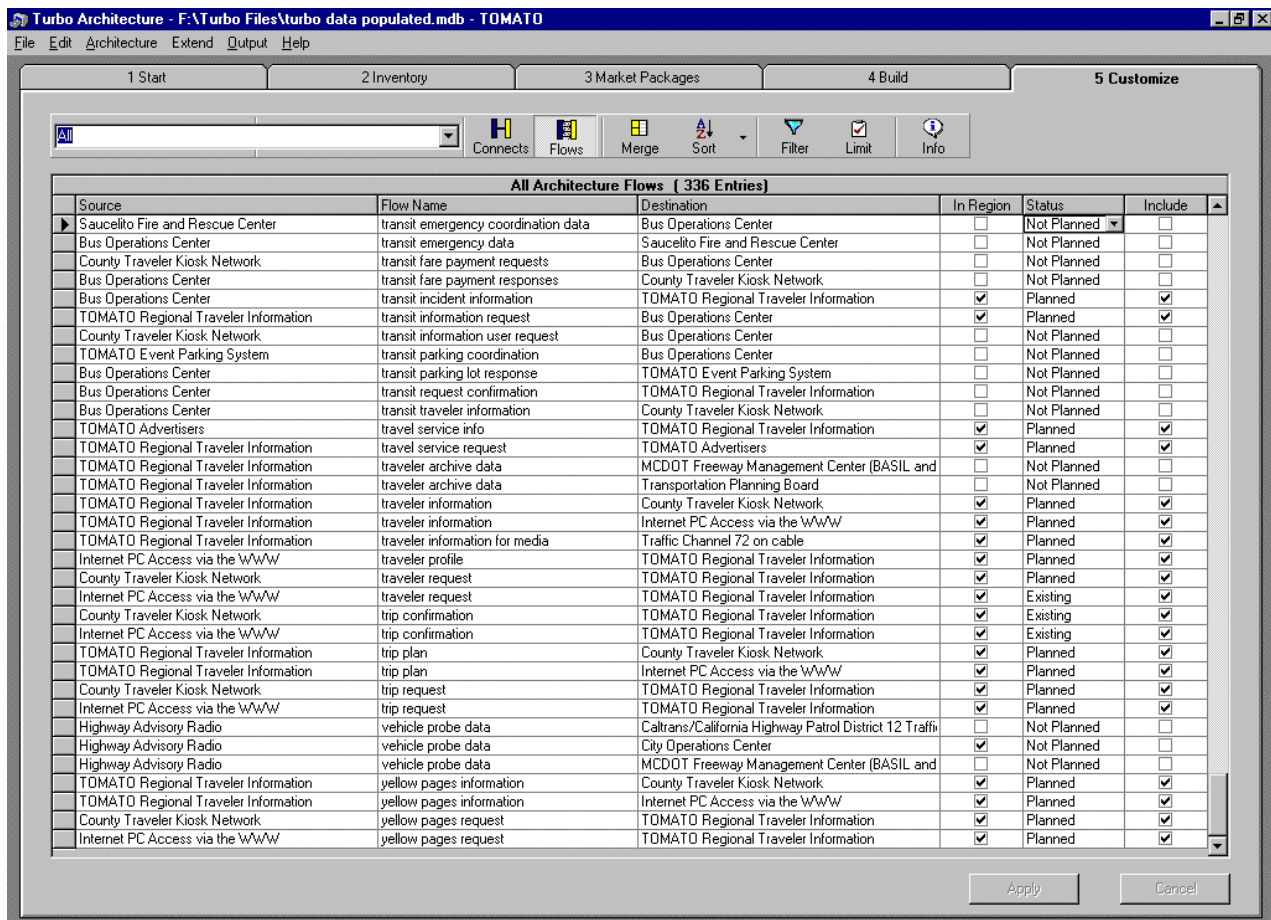 Turbo Architecture - F:\Turbo Files\turbo data populated.mdb - TOMATO
File Edit Architecture Extend Output Help
1 Start 2 Inventory 3 Market Packages 4 Build 5 Customize
All Connects Flows Merge Sort Filter Limit Info
All Architecture Flows ( 336 Entries)
Source Flow Name Destination In Region Status Include
Saucelito Fire and Rescue Center transit emergency coordination data Bus Operations Center Not Planned
Bus Operations Center transit emergency data Saucelito Fire and Rescue Center Not Planned
County Traveler Kiosk Network transit fare payment requests Bus Operations Center Not Planned
Bus Operations Center transit fare payment responses County Traveler Kiosk Network Not Planned
Bus Operations Center transit incident information TOMATO Regional Traveler Information Planned
TOMATO Regional Traveler Information transit information request Bus Operations Center Planned
County Traveler Kiosk Network transit information user request Bus Operations Center Not Planned
TOMATO Event Parking System transit parking coordination Bus Operations Center Not Planned
Bus Operations Center transit parking lot response TOMATO Event Parking System Not Planned
Bus Operations Center transit request confirmation TOMATO Regional Traveler Information Not Planned
Bus Operations Center transit traveler information County Traveler Kiosk Network Not Planned
TOMATO Advertisers travel service info TOMATO Regional Traveler Information Planned
TOMATO Regional Traveler Information travel service request TOMATO Advertisers Planned
TOMATO Regional Traveler Information traveler archive data MCDOT Freeway Management Center (BASIL and Not Planned
TOMATO Regional Traveler Information traveler archive data Transportation Planning Board Not Planned
TOMATO Regional Traveler Information traveler information County Traveler Kiosk Network Planned
TOMATO Regional Traveler Information traveler information Internet PC Access via the WWW Planned
TOMATO Regional Traveler Information traveler information for media Traffic Channel 72 on cable Planned
Internet PC Access via the WWW traveler profile TOMATO Regional Traveler Information Planned
County Traveler Kiosk Network traveler request TOMATO Regional Traveler Information Planned
Internet PC Access via the WWW traveler request TOMATO Regional Traveler Information Existing
County Traveler Kiosk Network trip confirmation TOMATO Regional Traveler Information Existing
Internet PC Access via the WWW trip confirmation TOMATO Regional Traveler Information Existing
TOMATO Regional Traveler Information trip plan County Traveler Kiosk Network Planned
TOMATO Regional Traveler Information trip plan Internet PC Access via the WWW Planned
County Traveler Kiosk Network trip request TOMATO Regional Traveler Information Planned
Internet PC Access via the WWW trip request TOMATO Regional Traveler Information Planned
Highway Advisory Radio vehicle probe data Caltrans/California Highway Patrol District 12 Traffi Not Planned
Highway Advisory Radio vehicle probe data City Operations Center Not Planned
Highway Advisory Radio vehicle probe data MCDOT Freeway Management Center (BASIL and Not Planned
TOMATO Regional Traveler Information yellow pages information County Traveler Kiosk Network Planned
TOMATO Regional Traveler Information yellow pages information Internet PC Access via the WWW Planned
County Traveler Kiosk Network yellow pages request TOMATO Regional Traveler Information Planned
Internet PC Access via the WWW yellow pages request TOMATO Regional Traveler Information Planned
Apply Cancel